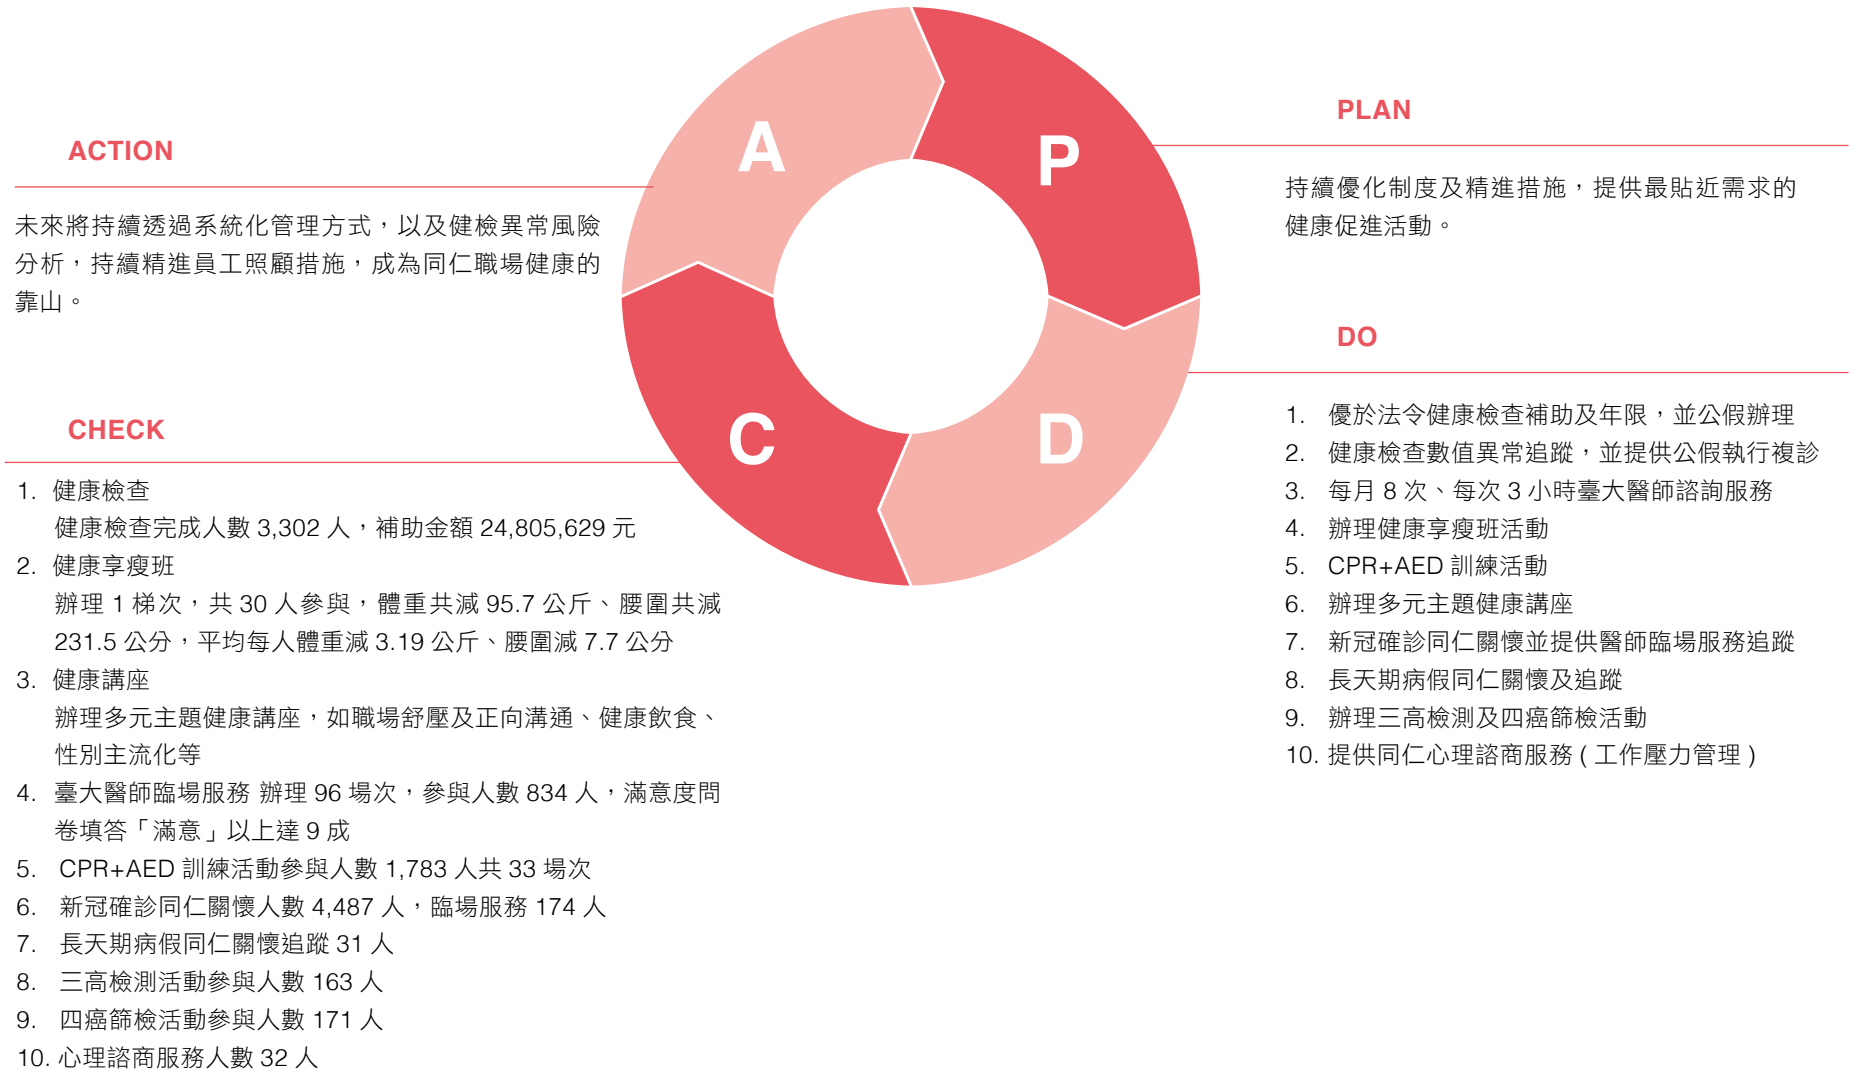 A
P
C
D
PLAN
持續優化制度及精進措施，提供最貼近需求的
健康促進活動。
DO
1. 優於法令健康檢查補助及年限，並公假辦理
2. 健康檢查數值異常追蹤，並提供公假執行複診
3. 每月 8 次、每次 3 小時臺大醫師諮詢服務
4. 辦理健康享瘦班活動
5. CPR+AED 訓練活動
6. 辦理多元主題健康講座
7. 新冠確診同仁關懷並提供醫師臨場服務追蹤
8. 長天期病假同仁關懷及追蹤
9. 辦理三高檢測及四癌篩檢活動
10. 提供同仁心理諮商服務 ( 工作壓力管理 )
CHECK
1. 健康檢查
健康檢查完成人數 3,302 人，補助金額 24,805,629 元
2. 健康享瘦班
辦理 1 梯次，共 30 人參與，體重共減 95.7 公斤、腰圍共減
231.5 公分，平均每人體重減 3.19 公斤、腰圍減 7.7 公分
3. 健康講座
辦理多元主題健康講座，如職場舒壓及正向溝通、健康飲食、
性別主流化等
4. 臺大醫師臨場服務 辦理 96 場次，參與人數 834 人，滿意度問
卷填答「滿意」以上達 9 成
5. CPR+AED 訓練活動參與人數 1,783 人共 33 場次
6. 新冠確診同仁關懷人數 4,487 人，臨場服務 174 人
7. 長天期病假同仁關懷追蹤 31 人
8. 三高檢測活動參與人數 163 人
9. 四癌篩檢活動參與人數 171 人
10. 心理諮商服務人數 32 人
ACTION
未來將持續透過系統化管理方式，以及健檢異常風險
分析，持續精進員工照顧措施，成為同仁職場健康的
靠山。